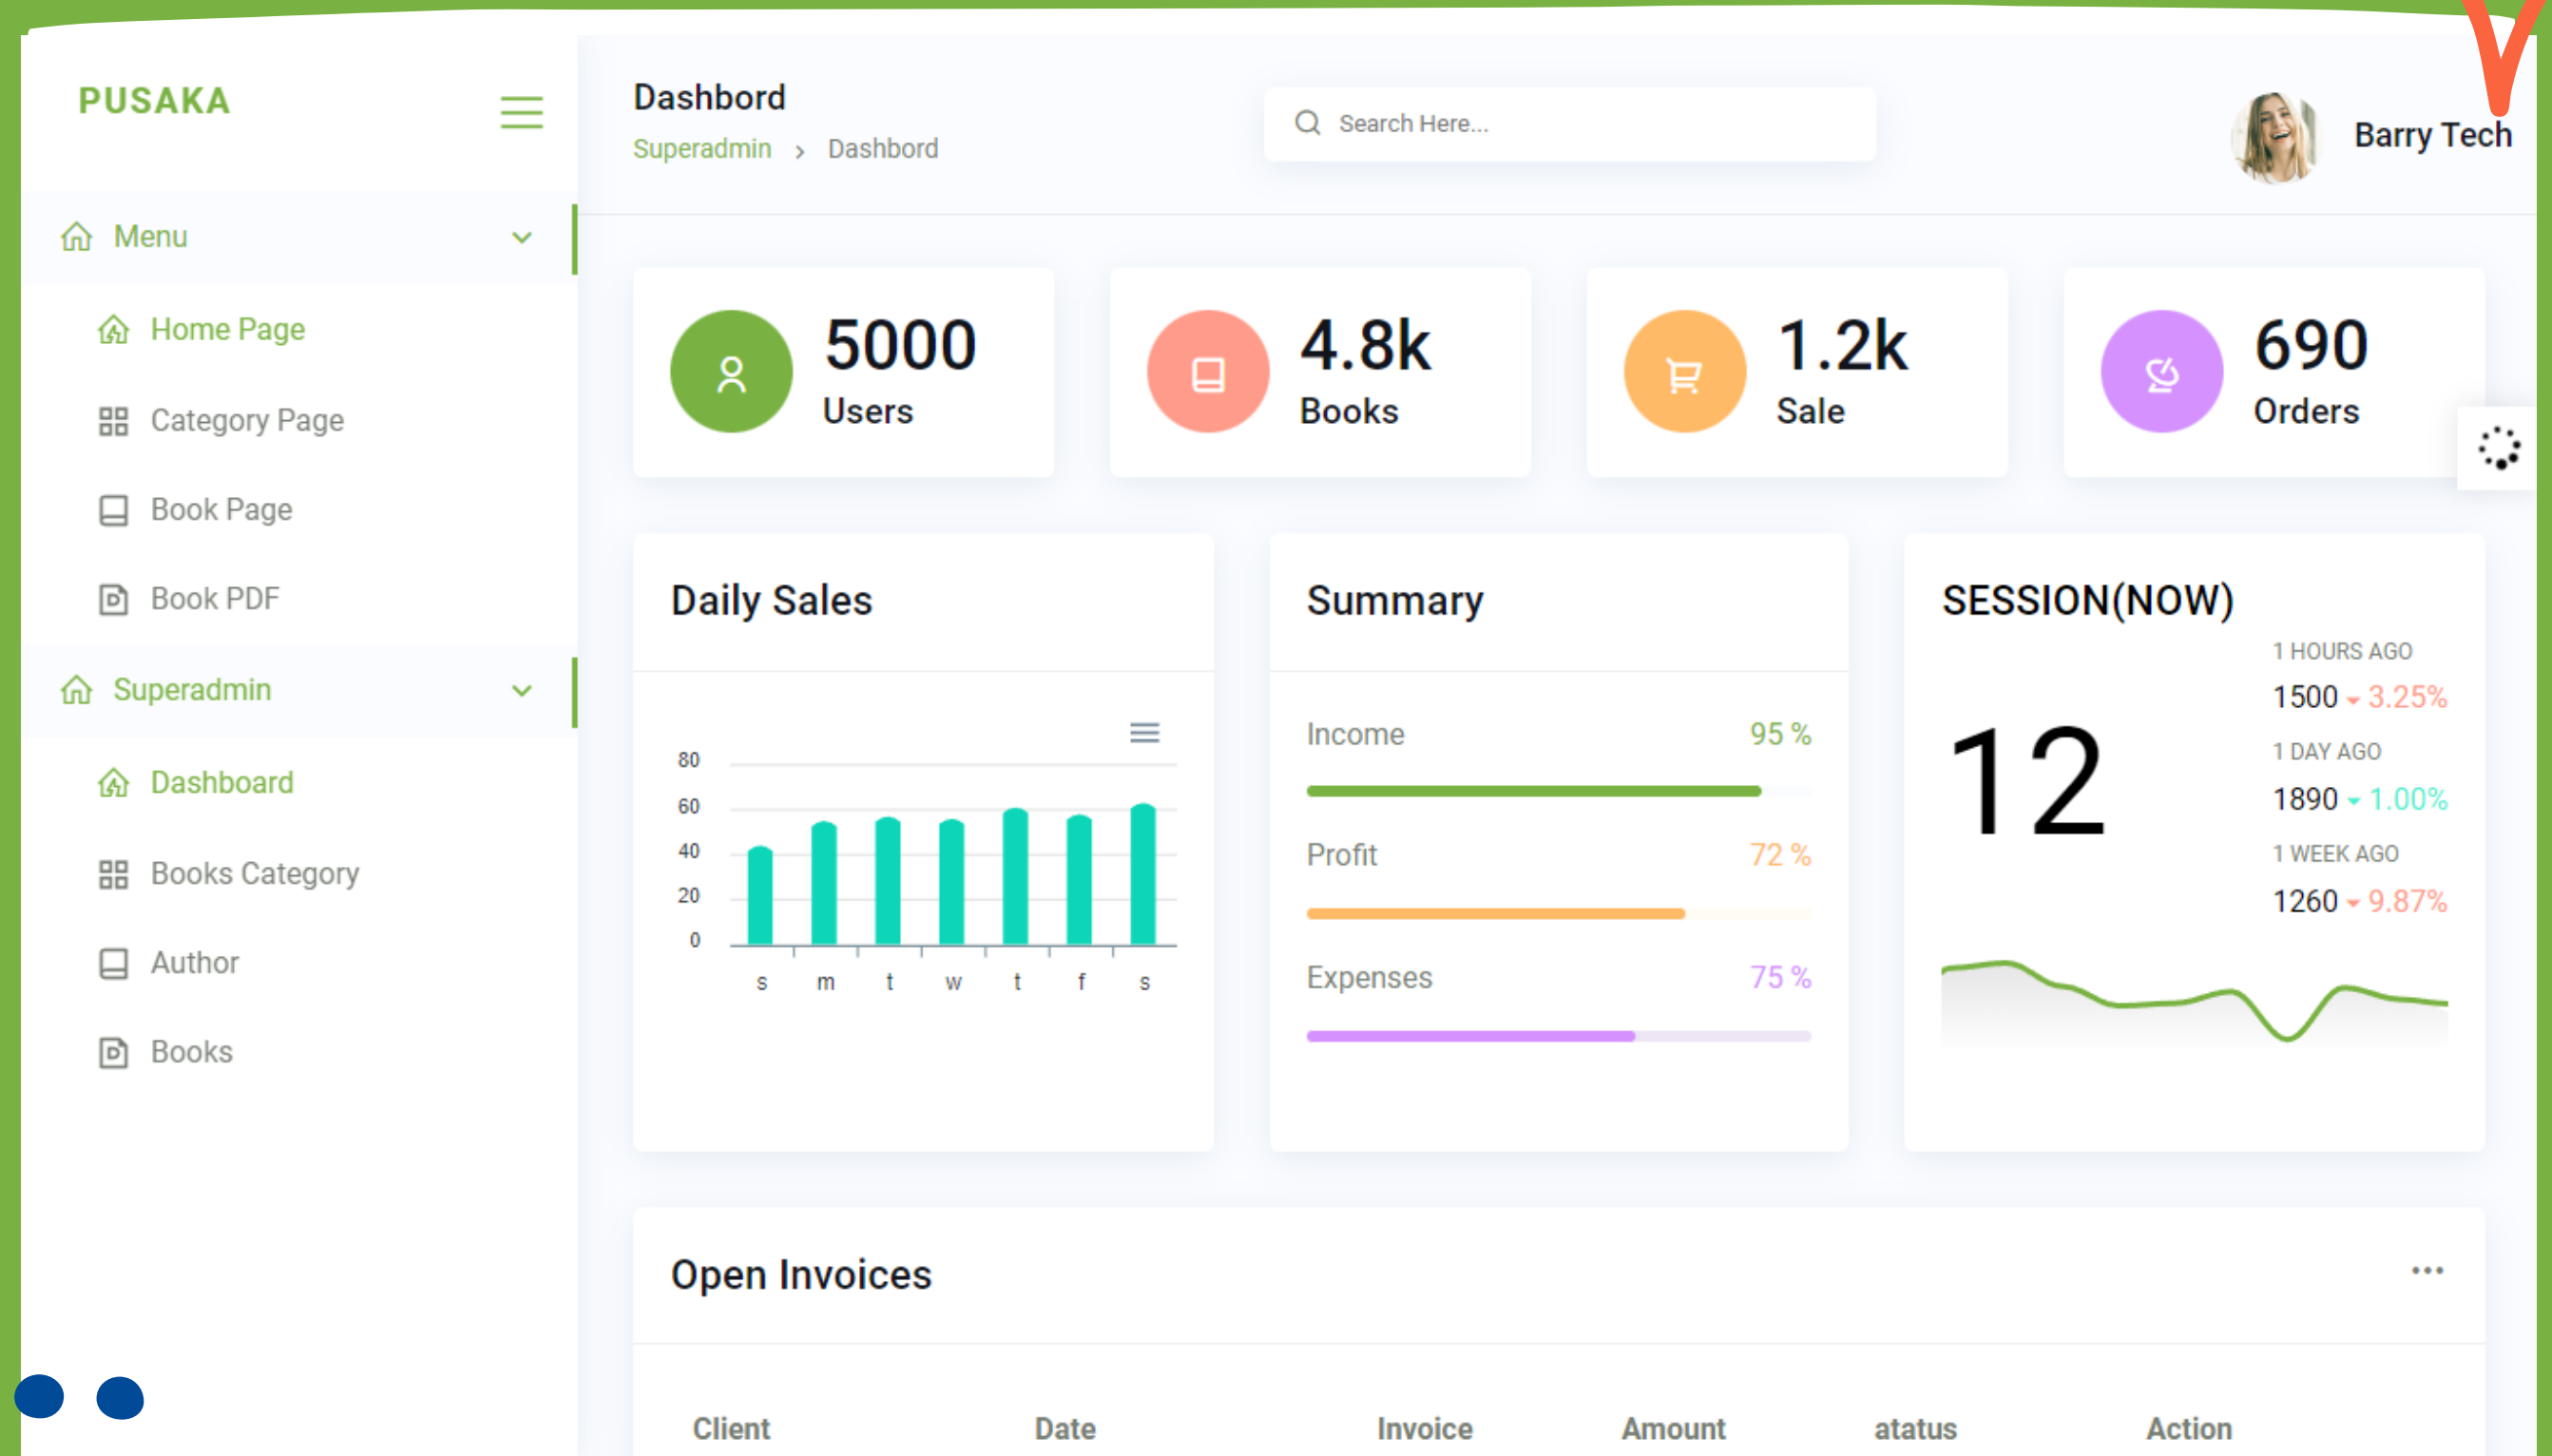 PUSAKA
Menu
Home Page
Category Page
Book Page
Book PDF
Superadmin
Dashboard
Books Category
Author
Books
Dashbord
Superadmin > Dashbord
Search Here...
Barry Tech
5000
Users
4.8k
Books
1.2k
Sale
690
Orders
Daily Sales
80
60
40
20
0
s m t w t f s
Summary
Income 95 %
Profit 72 %
Expenses 75 %
SESSION(NOW)
12
1 HOURS AGO
1500 3.25%
1 DAY AGO
1890 1.00%
1 WEEK AGO
1260 9.87%
Open Invoices
Client Date Invoice Amount atatus Action